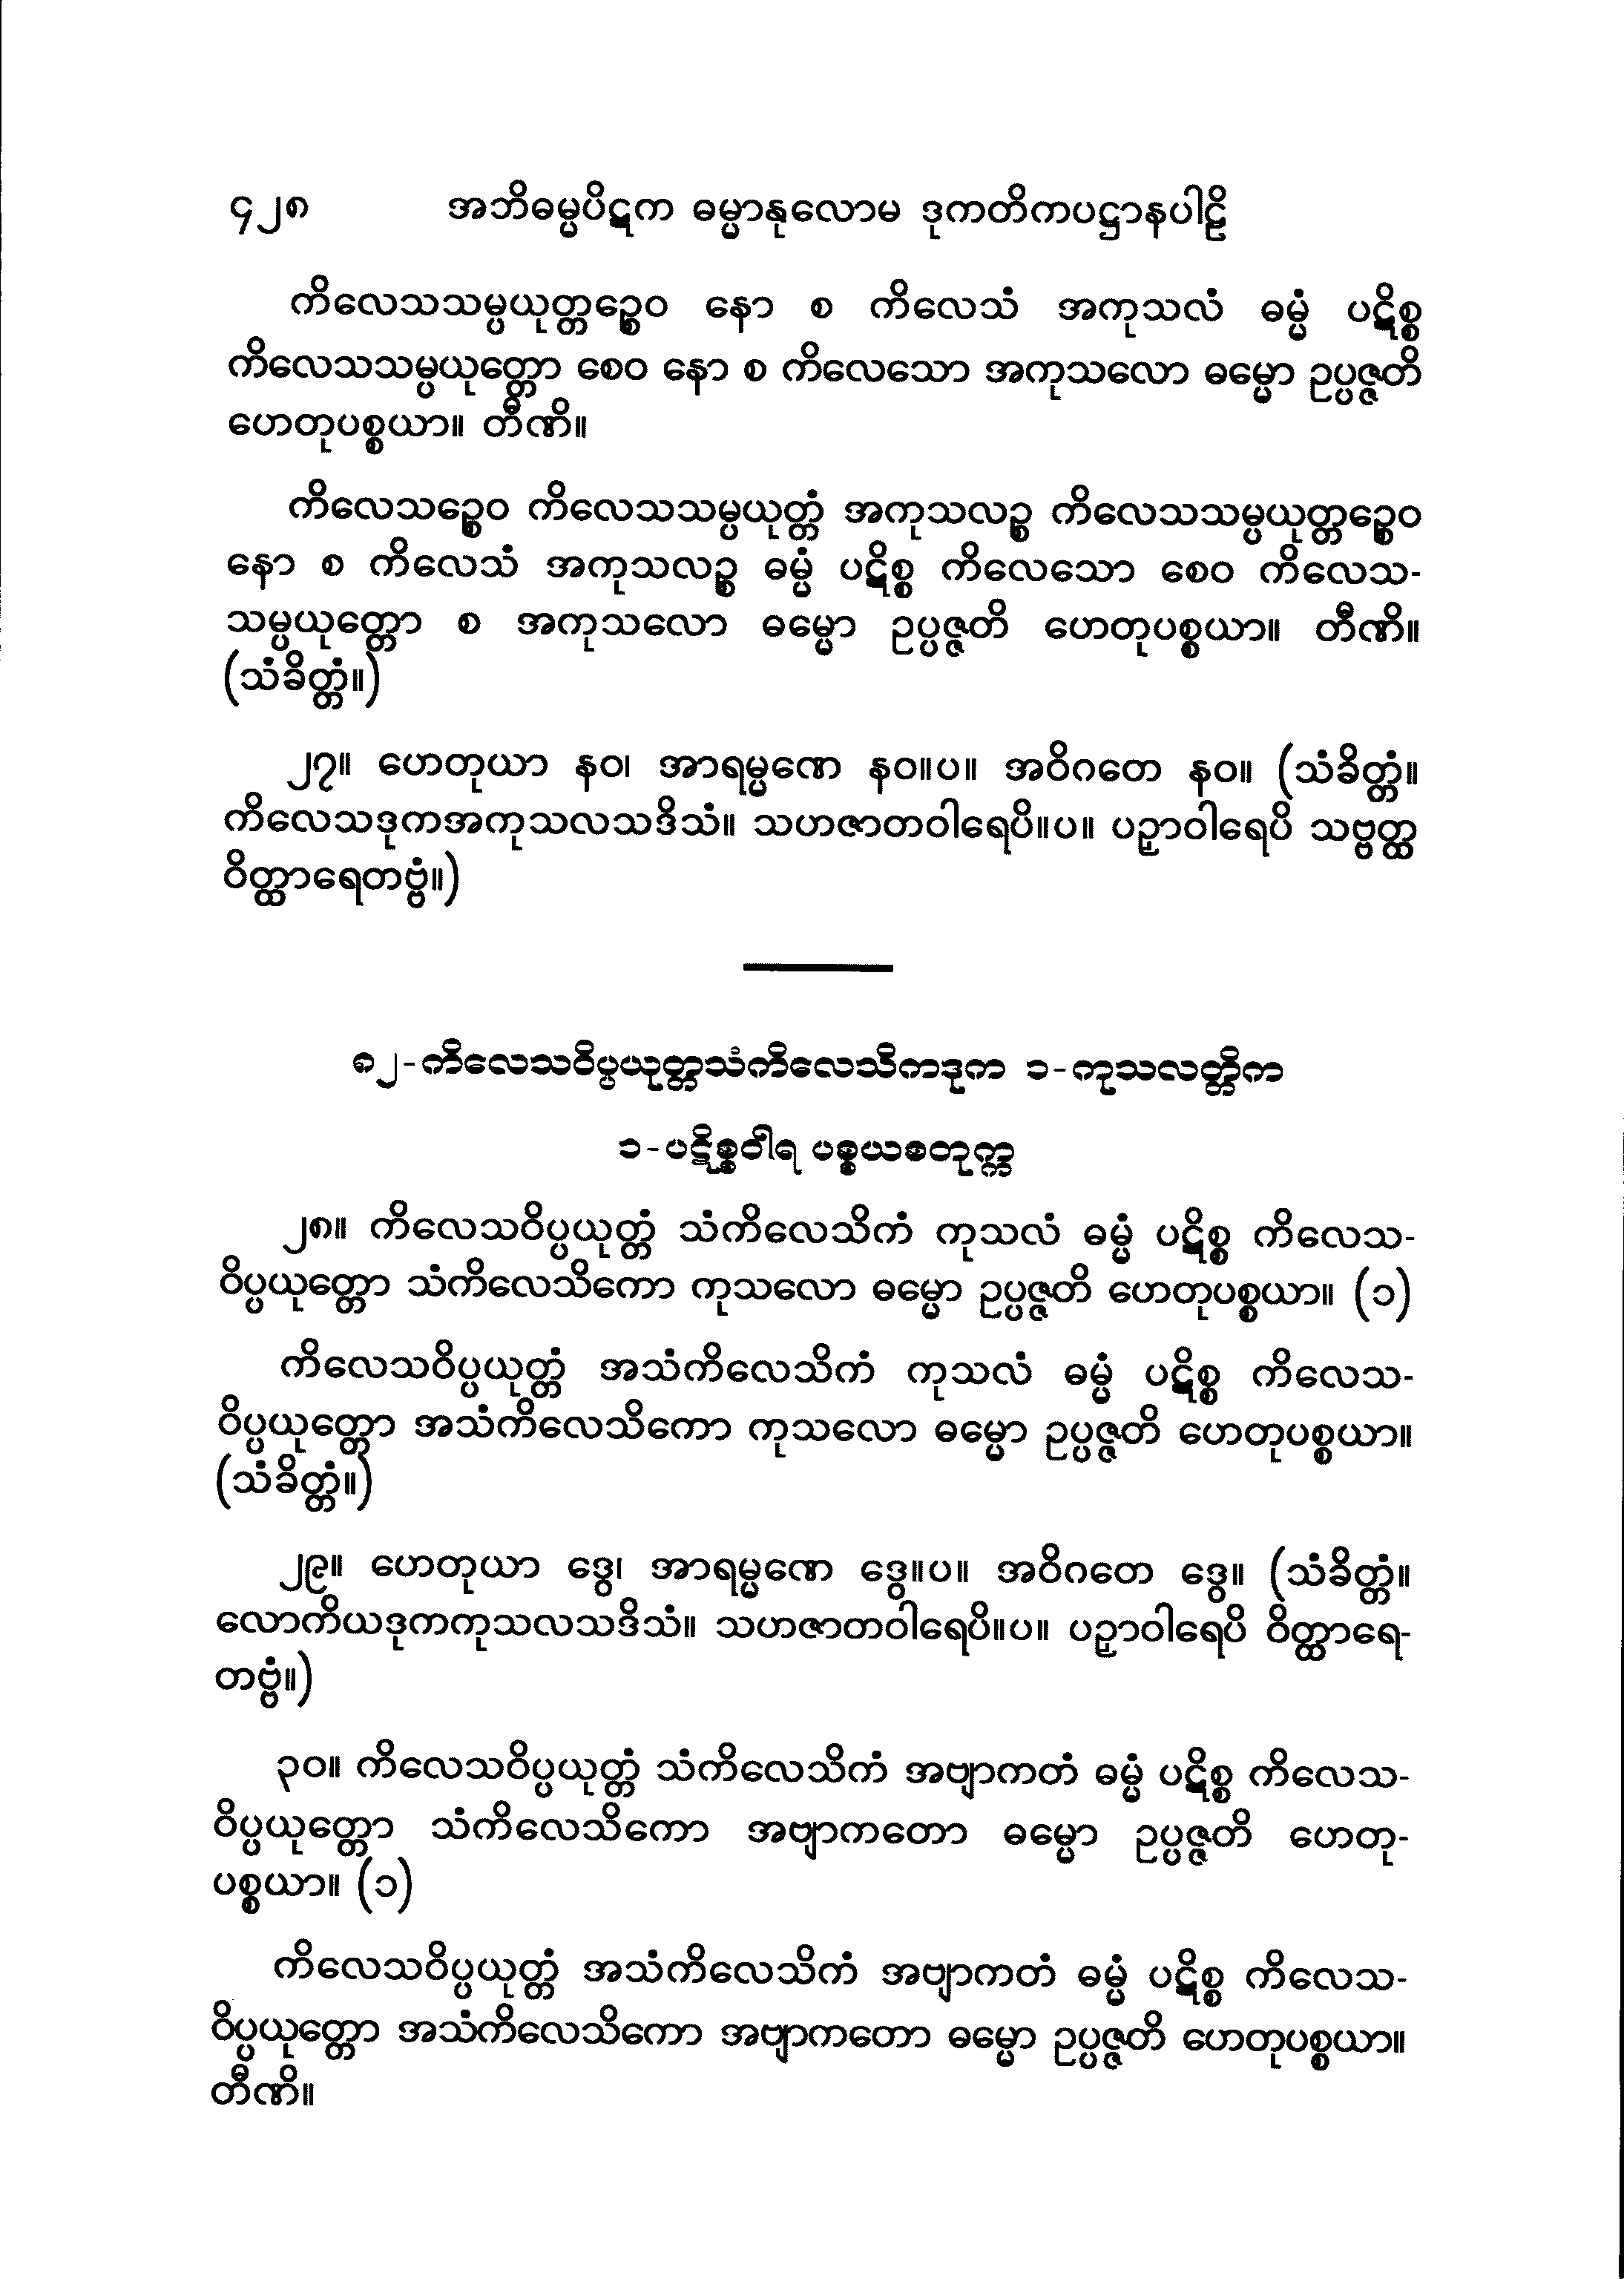 ၄၂၈ အဘိဓမ္မပိဋက ဓမ္မာနုလောမ ဒုကတိကပဋ္ဌာနပါဠိ
ကိလေသသမ္ပယုတ္တဉ္စေဝ နော စ ကိလေသံ အကုသလံ ဓမ္မံ ပဋိစ္စ
ကိလေသသမ္ပယုတ္တော စေဝ နော စ ကိလေသော အကုသလော ဓမ္မော ဥပ္ပဇ္ဇတိ
ဟေတုပစ္စယာ။ တီဏိ။
ကိလေသဉ္စေဝ ကိလေသသမ္ပယုတ္တံ အကုသလဉ္စ ကိလေသသမ္ပယုတ္တဉ္စေဝ
နော စ ကိလေသံ အကုသလဉ္စ ဓမ္မံ ပဋိစ္စ ကိလေသော စေဝ ကိလေသ-
သမ္ပယုတ္တော စ အကုသလော ဓမ္မော ဥပ္ပဇ္ဇတိ ဟေတုပစ္စယာ။ တီဏိ။
(သံခိတ္တံ။)
၂၇။ ဟေတုယာ နဝ၊ အာရမ္မဏေ နဝ။ပ။ အဝိဂတေ နဝ။ (သံခိတ္တံ။
ကိလေသဒုကအကုသလသဒိသံ။ သဟဇာတဝါရေပိ။ပ။ ပဉှာဝါရေပိ သဗ္ဗတ္ထ
ဝိတ္ထာရေတဗ္ဗံ။)
၈၂-ကိလေသဝိပ္ပယုတ္တသံကိလေသိကဒုက ၁-ကုသလတ္တိက
၁-ပဋိစ္စဝါရ ပစ္စယစတုက္က
၂၈။ ကိလေသဝိပ္ပယုတ္တံ သံကိလေသိကံ ကုသလံ ဓမ္မံ ပဋိစ္စ ကိလေသ-
ဝိပ္ပယုတ္တော သံကိလေသိကော ကုသလော ဓမ္မော ဥပ္ပဇ္ဇတိ ဟေတုပစ္စယာ။ (၁)
ကိလေသဝိပ္ပယုတ္တံ အသံကိလေသိကံ ကုသလံ ဓမ္မံ ပဋိစ္စ ကိလေသ-
ဝိပ္ပယုတ္တော အသံကိလေသိကော ကုသလော ဓမ္မော ဥပ္ပဇ္ဇတိ ဟေတုပစ္စယာ။
(သံခိတ္တံ။)
၂၉။ ဟေတုယာ ဒွေ၊ အာရမ္မဏေ ဒွေ။ပ။ အဝိဂတေ ဒွေ။ (သံခိတ္တံ။
လောကိယဒုကကုသလသဒိသံ။ သဟဇာတဝါရေပိ။ပ။ ပဉှာဝါရေပိ ဝိတ္ထာရေ-
တဗ္ဗံ။)
၃၀။ ကိလေသဝိပ္ပယုတ္တံ သံကိလေသိကံ အဗျာကတံ ဓမ္မံ ပဋိစ္စ ကိလေသ-
ဝိပ္ပယုတ္တော သံကိလေသိကော အဗျာကတော ဓမ္မော ဥပ္ပဇ္ဇတိ ဟေတု-
ပစ္စယာ။ (၁)
ကိလေသဝိပ္ပယုတ္တံ အသံကိလေသိကံ အဗျာကတံ ဓမ္မံ ပဋိစ္စ ကိလေသ-
ဝိပ္ပယုတ္တော အသံကိလေသိကော အဗျာကတော ဓမ္မော ဥပ္ပဇ္ဇတိ ဟေတုပစ္စယာ။
တီဏိ။